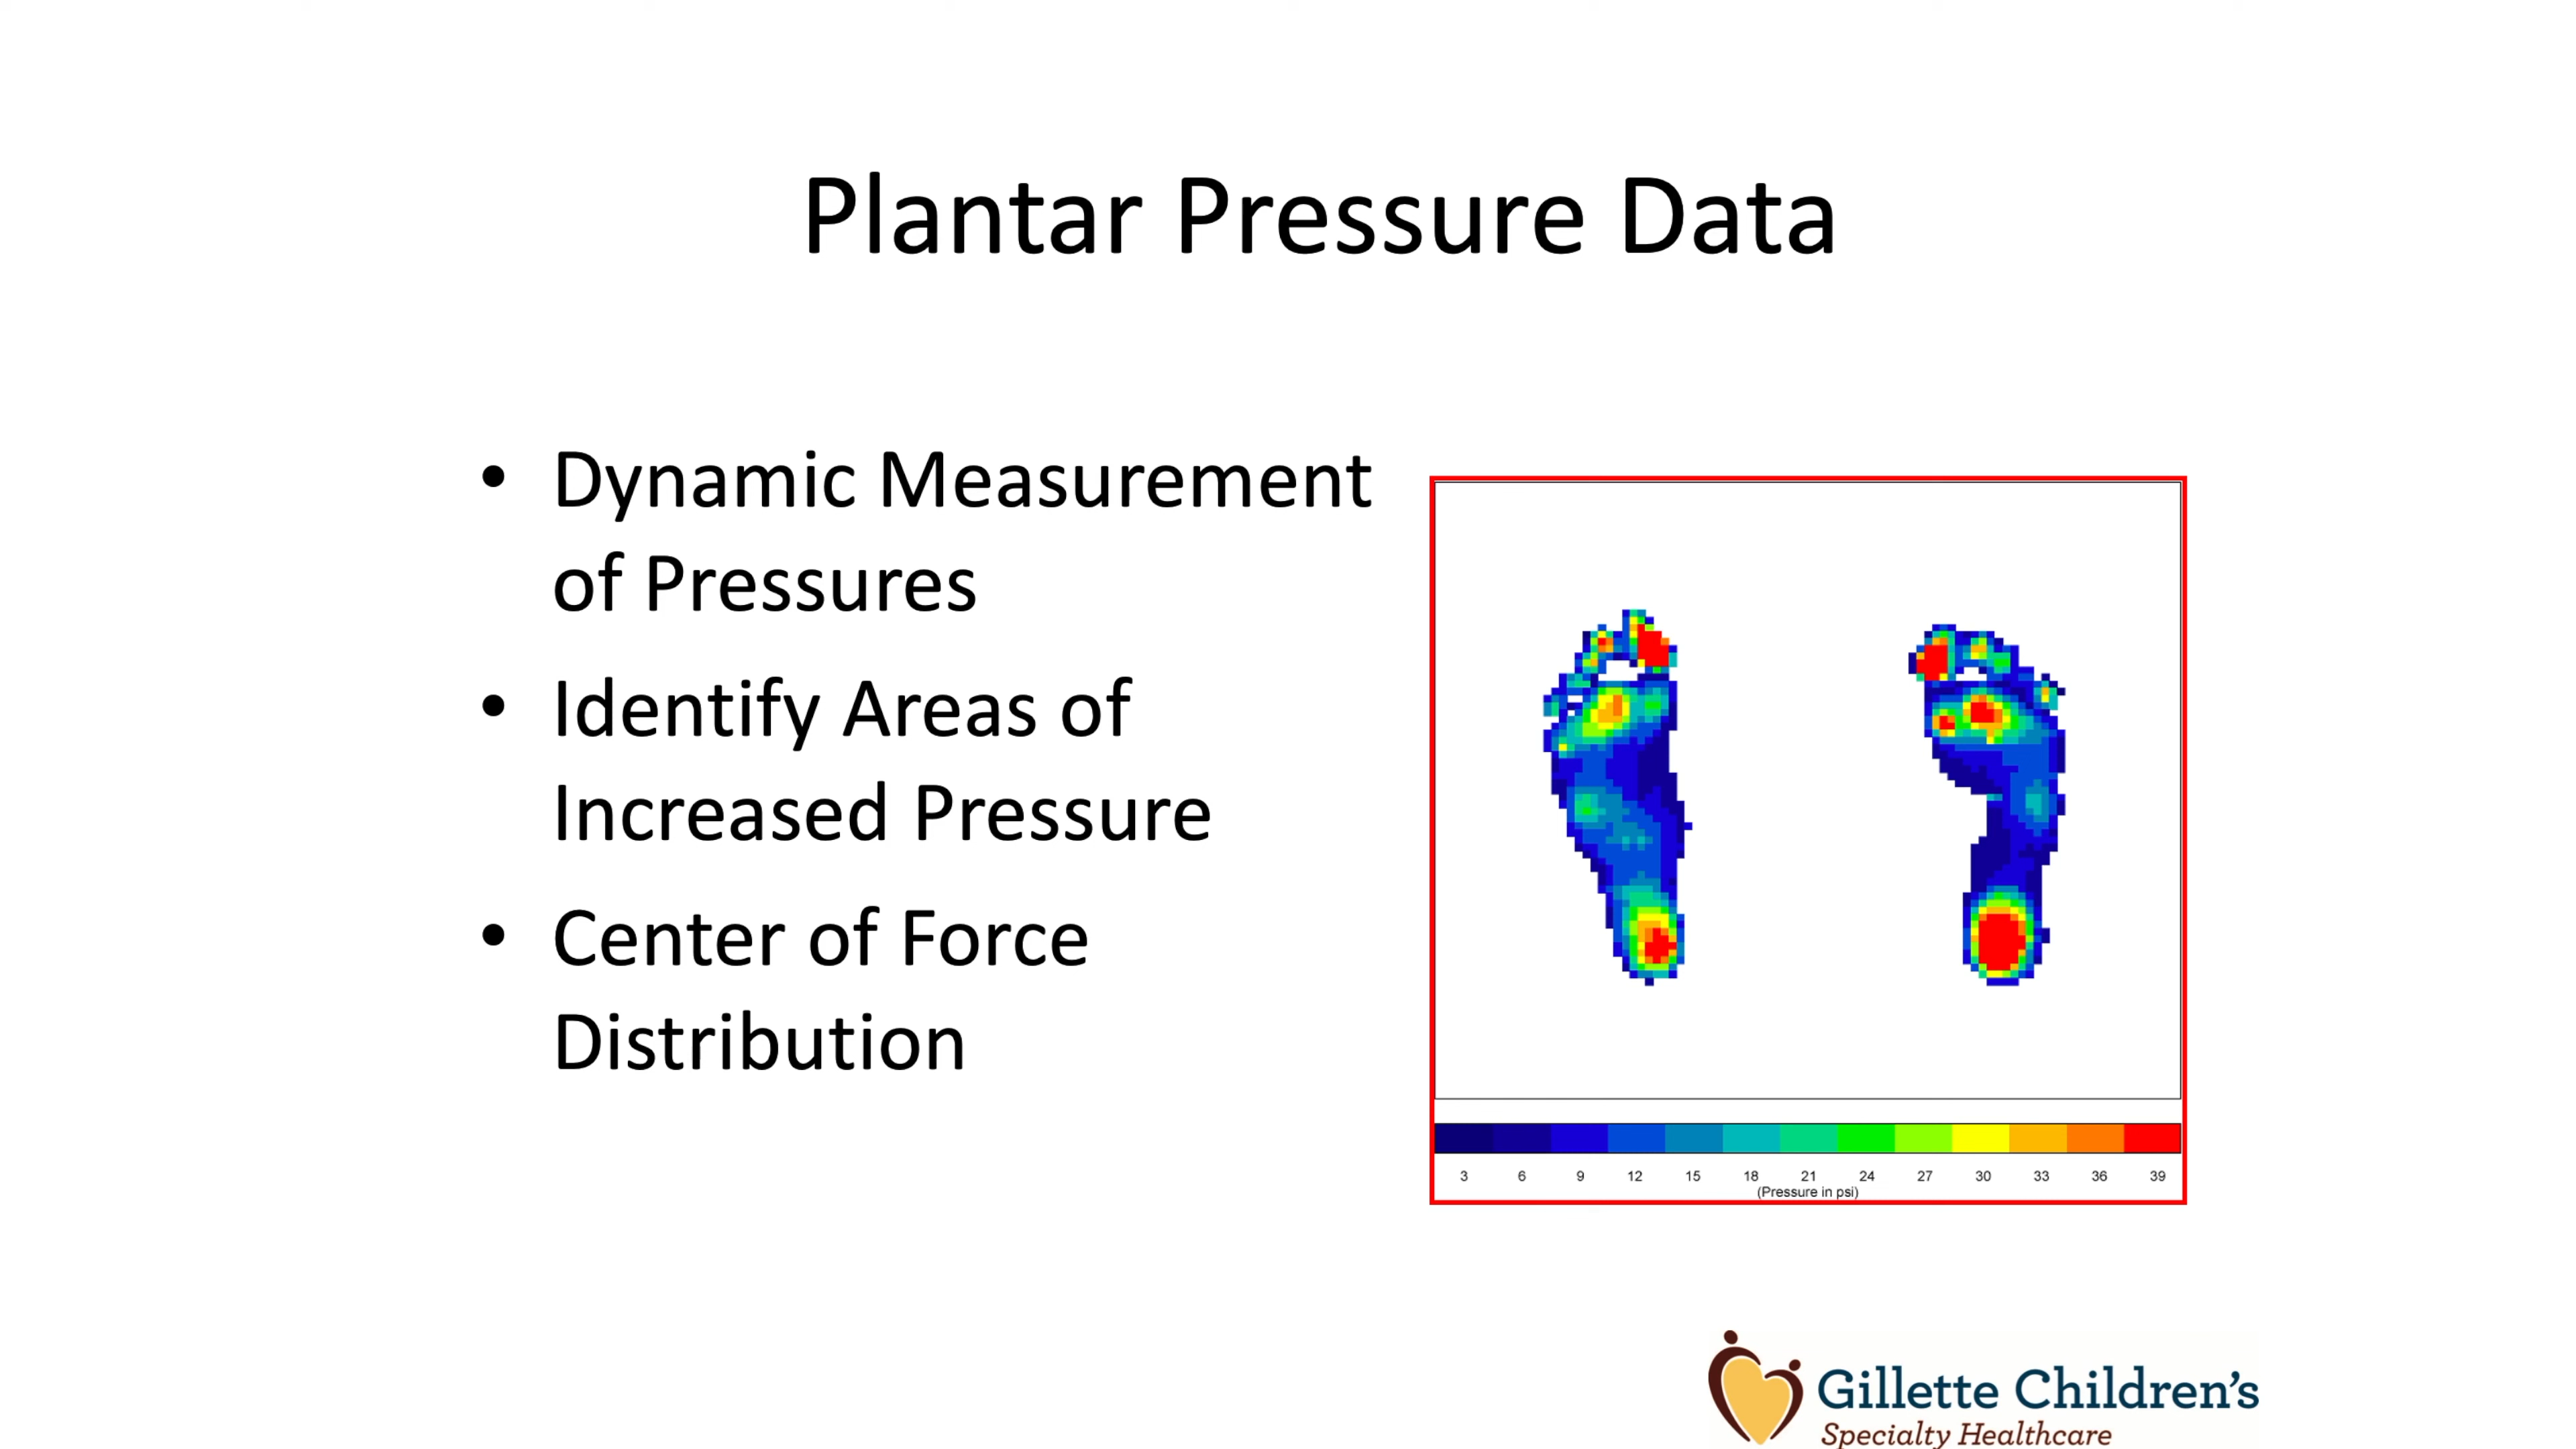 Plantar Pressure Data
• Dynamic Measurement
of Pressures
• Identify Areas of
Increased Pressure
• Center of Force
Distribution
3 6 9 12 15 18 21 24 27 30 33 36 39
(Pressure in psi)
Gillette Children's
Specialty Healthcare